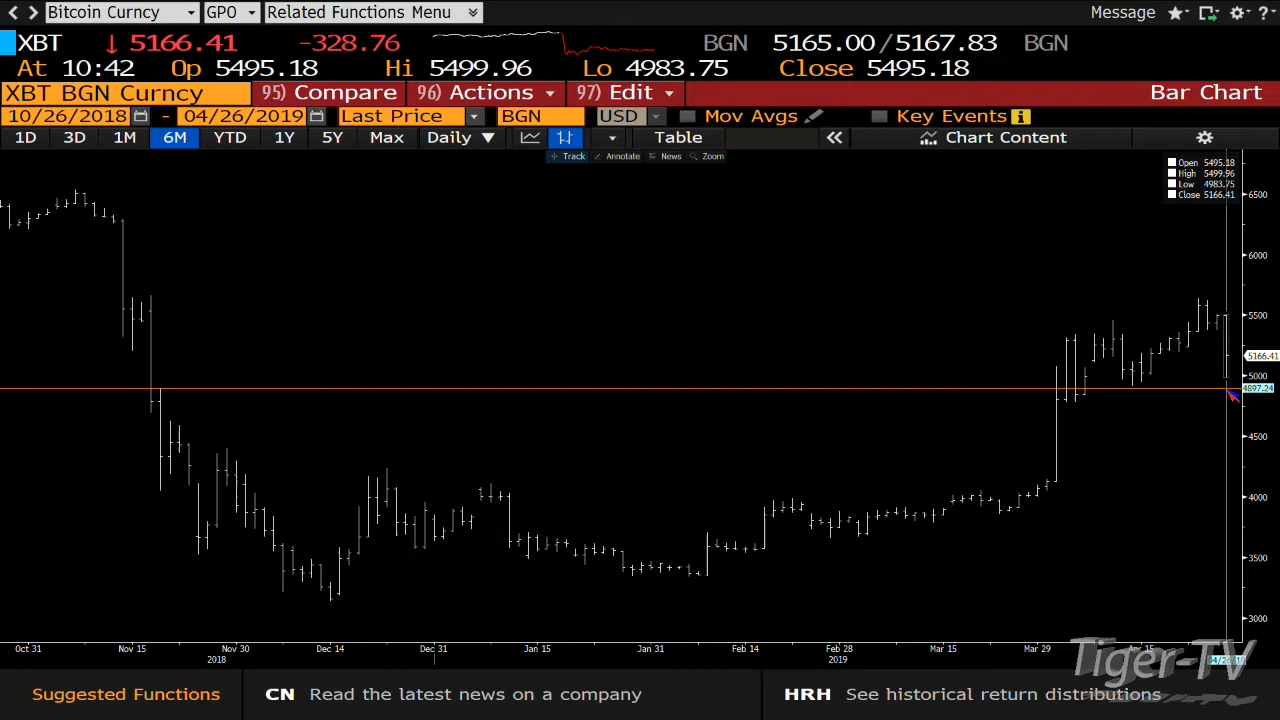 Bitcoin Curncy GPO Related Functions Menu Message ?
XBT 5166.41 -328.76 BGN 5165.00/5167.83 BGN
At 10:42 Op 5495.18 Hi 5499.96 Lo 4983.75 Close 5495.18
XBT BGN Curncy 95) Compare 96) Actions 97) Edit Bar Chart
10/26/2018 - 04/26/2019 Last Price BGN USD Mov Avgs Key Events i
1D 3D 1M 6M YTD 1Y 5Y Max Daily Table Chart Content
Track Annotate News Zoom
Open 5495.18
High 5499.96
Low 4983.75
Close 5166.41
6500
6000
5500
5166.41
5000
4897.24
4500
4000
3500
3000
Oct 31 Nov 15 Nov 30 Dec 14 Dec 31 Jan 15 Jan 31 Feb 14 Feb 28 Mar 15 Mar 29 Apr 15
2018 2019
Tiger-TV
Suggested Functions CN Read the latest news on a company HRH See historical return distributions